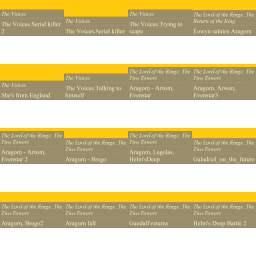 The Voices
The Voices.Serial killer
2
The Voices
The Voices.Serial killer
The Voices
The Voices.Trying to
scape
The Lord of the Rings: The
Return of the King
Éowyn salutes Aragorn
The Voices
She's from England
The Voices
The Voices.Talking to
himself
The Lord of the Rings: The
Two Towers
Aragorn - Arwen,
Evenstar
The Lord of the Rings: The
Two Towers
Aragorn, Arwen,
Evenstar3
The Lord of the Rings: The
Two Towers
Aragorn - Arwen,
Evenstar 2
The Lord of the Rings: The
Two Towers
Aragorn - Brego
The Lord of the Rings: The
Two Towers
Aragorn, Legolas,
Helm'sDeep
The Lord of the Rings: The
Two Towers
Galadriel_on_the_future
The Lord of the Rings: The
Two Towers
Aragorn, Brego2
The Lord of the Rings: The
Two Towers
Aragorn fall
The Lord of the Rings: The
Two Towers
Gandalf returns
The Lord of the Rings: The
Two Towers
Helm's Deep Battle 2